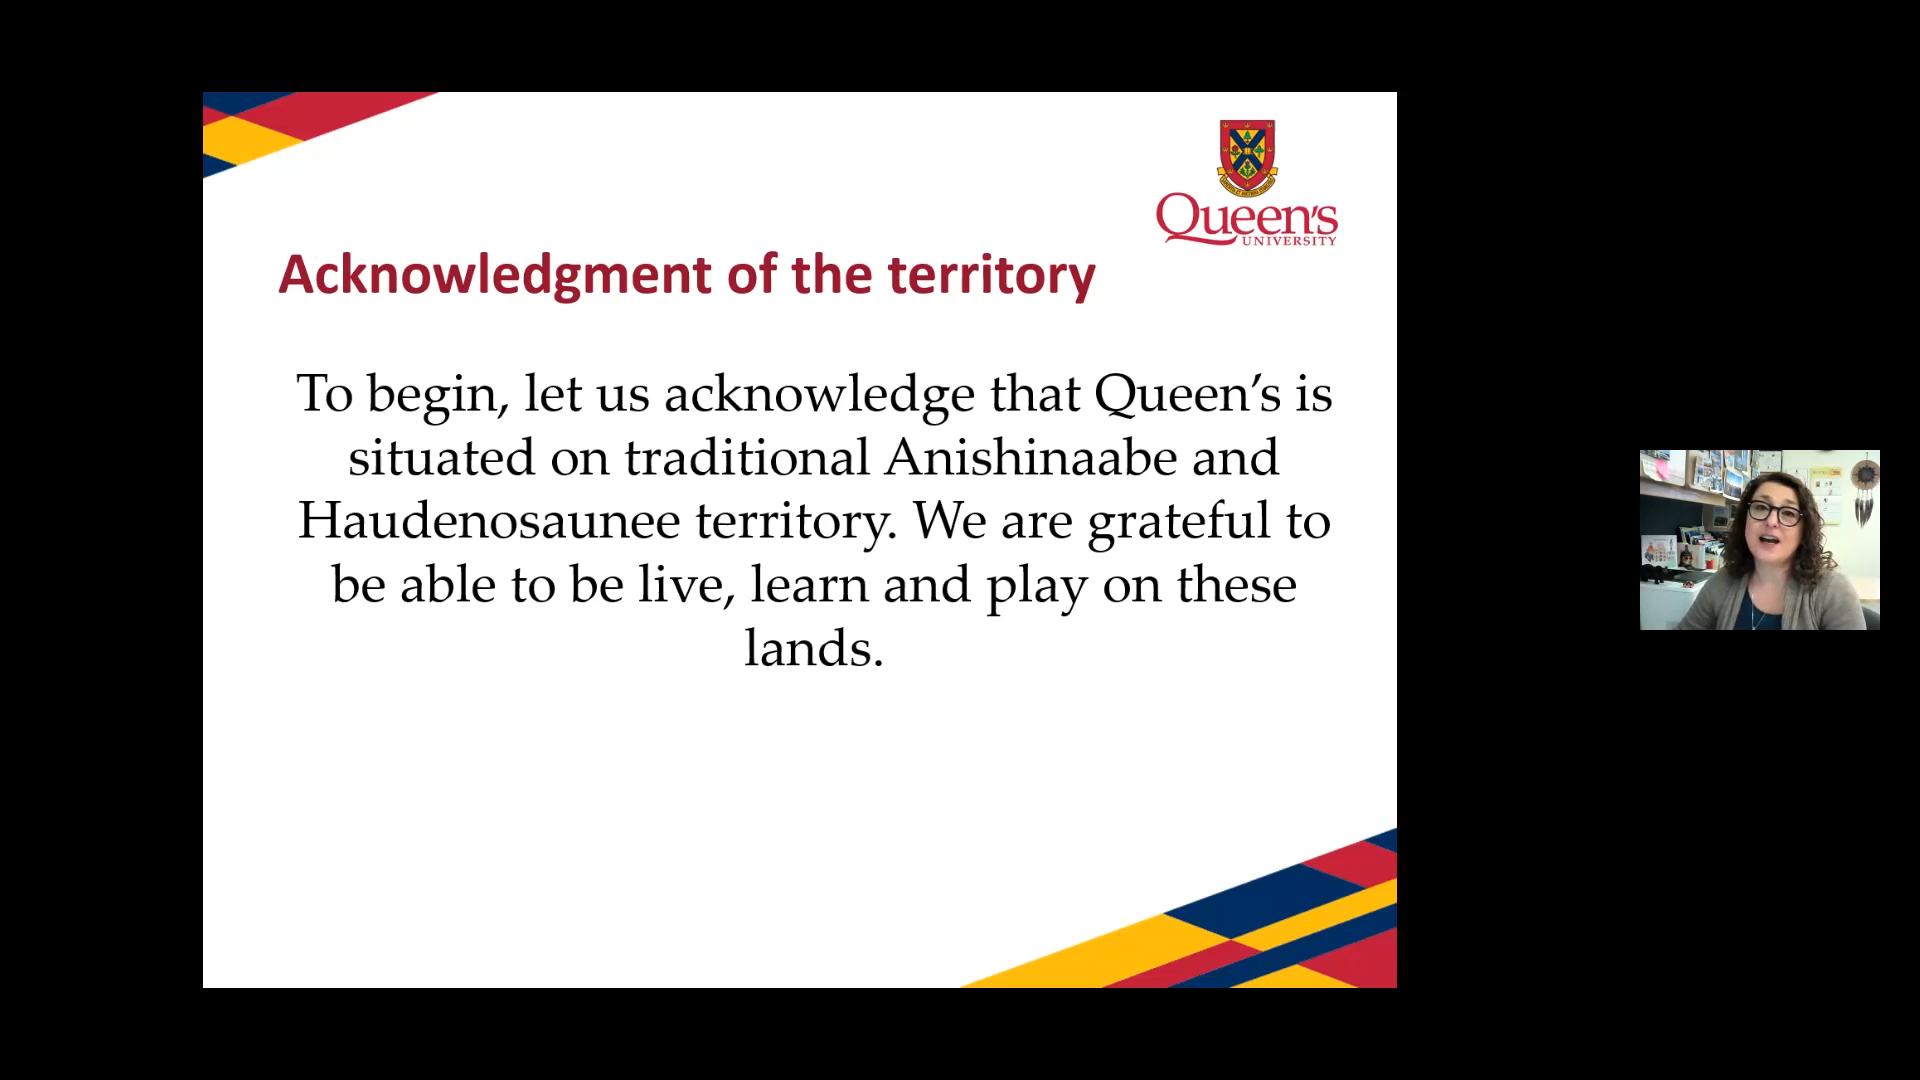 Queen's
UNIVERSITY
Acknowledgment of the territory
To begin, let us acknowledge that Queen’s is
situated on traditional Anishinaabe and
Haudenosaunee territory. We are grateful to
be able to be live, learn and play on these
lands.